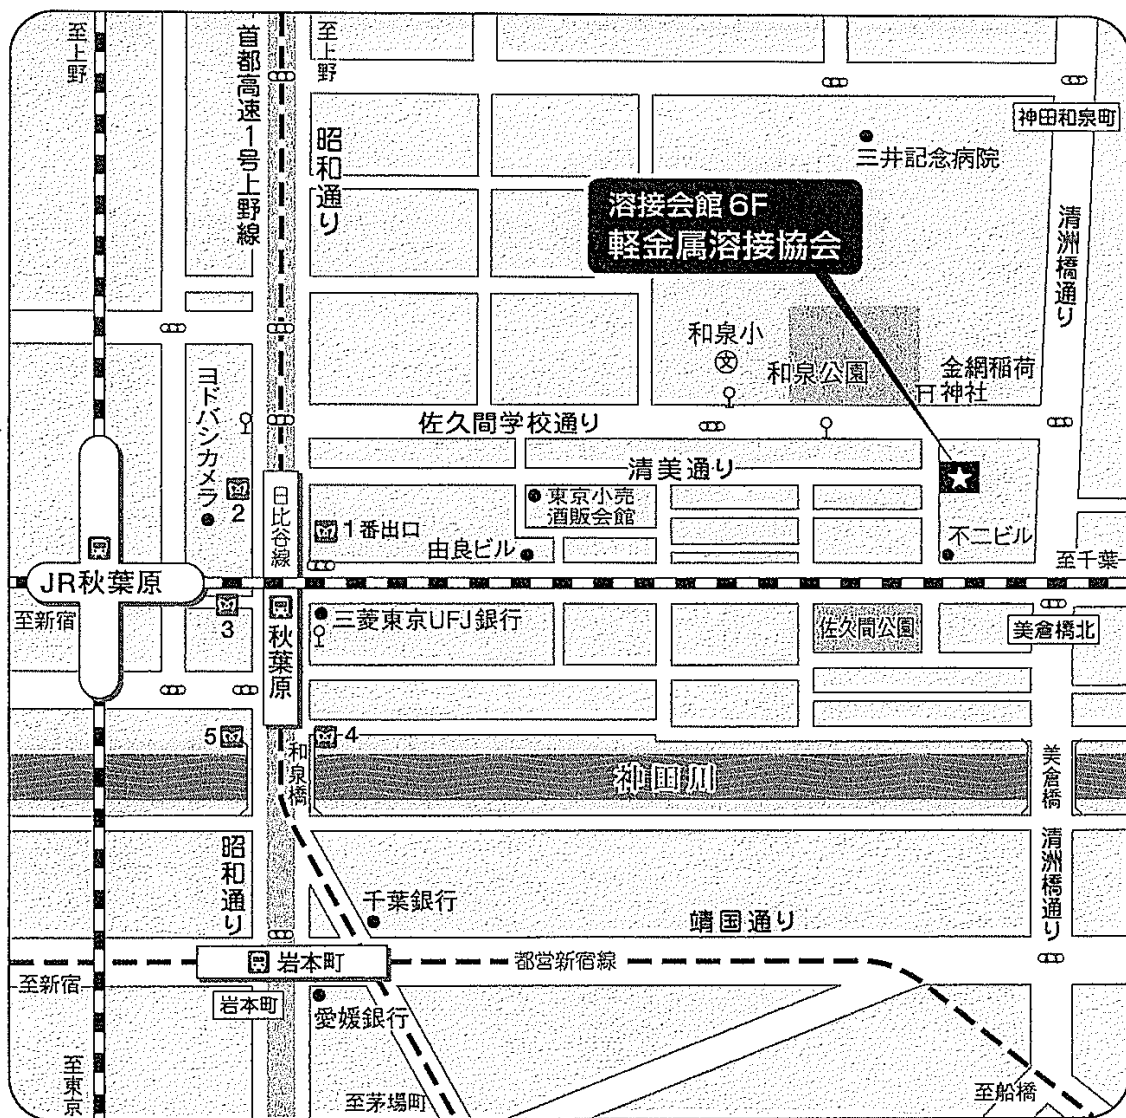 至上野
首都高速1号上野線
至上野
昭和通り
神田和泉町
三井記念病院
溶接会館6F
軽金属溶接協会
清洲橋通り
和泉小
文
和泉公園
金網稲荷
神社
ヨドバシカメラ
佐久間学校通り
清美通り
2
日比谷線
1番出口
東京小売
酒販会館
由良ビル
不二ビル
至千葉
JR秋葉原
至新宿
3
秋葉原
三菱東京UFJ銀行
佐久間公園
美倉橋北
5
和泉橋
4
神田川
美倉橋
昭和通り
千葉銀行
靖国通り
清洲橋通り
岩本町
都営新宿線
至新宿
岩本町
愛媛銀行
至東京
至茅場町
至船橋